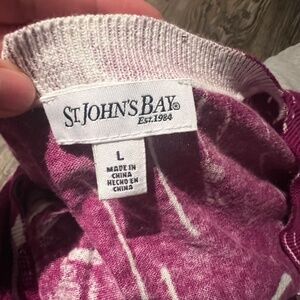 ST. JOHN'S BAY®
EST. 1984
L
MADE IN
CHINA
HECHO EN
CHINA